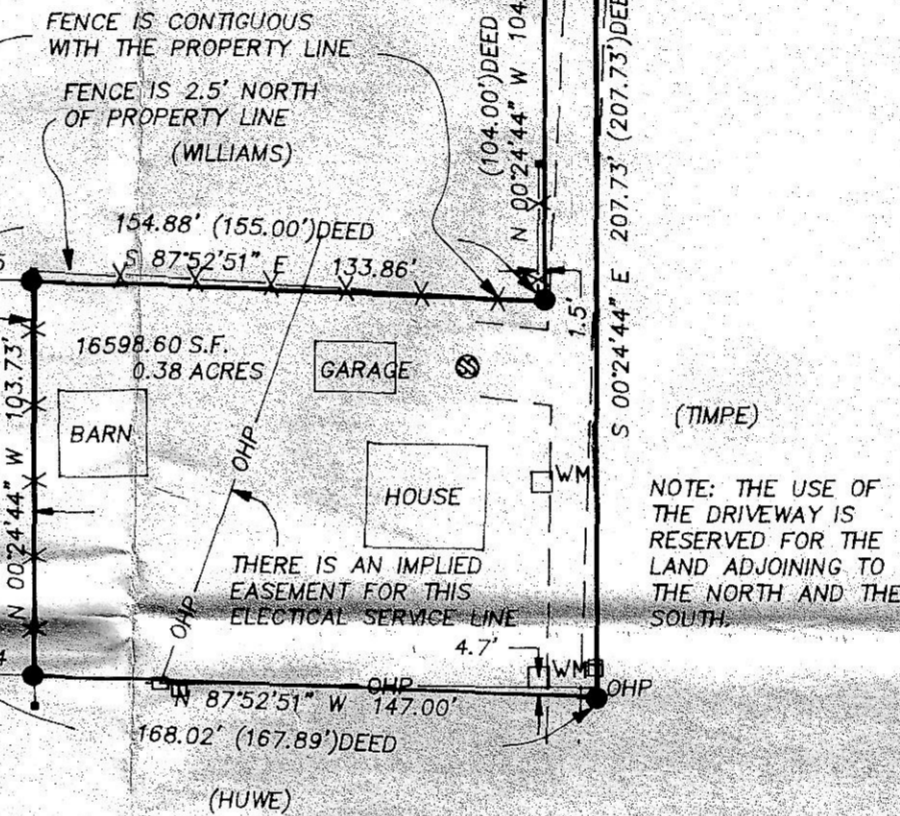 FENCE IS CONTIGUOUS
WITH THE PROPERTY LINE
FENCE IS 2.5' NORTH
OF PROPERTY LINE
(WILLIAMS)
(104.00')DEED
N 00°24'44" W 104.
S 00°24'44" E 207.73' (207.73')DEED
154.88' (155.00')DEED
S 87°52'51" E 133.86'
1.5'
16598.60 S.F.
0.38 ACRES
GARAGE
BARN
N 00°24'44" W 103.73'
OHP
HOUSE
WM
(TIMPE)
NOTE: THE USE OF
THE DRIVEWAY IS
RESERVED FOR THE
LAND ADJOINING TO
THE NORTH AND THE
SOUTH.
THERE IS AN IMPLIED
EASEMENT FOR THIS
ELECTICAL SERVICE LINE
OHP
4.7'
WM
OHP
OHP
N 87°52'51" W 147.00'
168.02' (167.89')DEED
(HUWE)